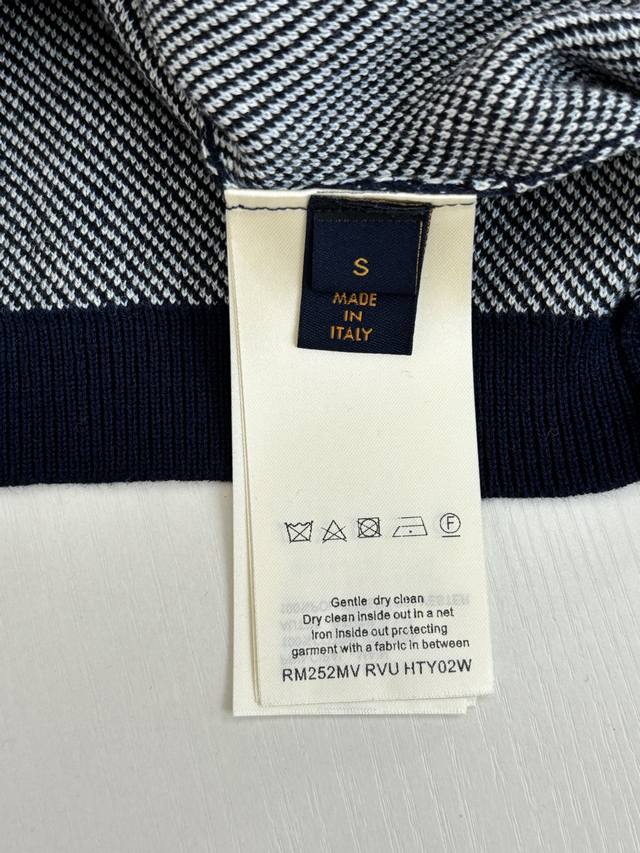 S
MADE
IN
ITALY
F
Gentle dry clean
Dry clean inside out in a net
Iron inside out protecting
garment with a fabric in between
RM252MV RVU HTY02W